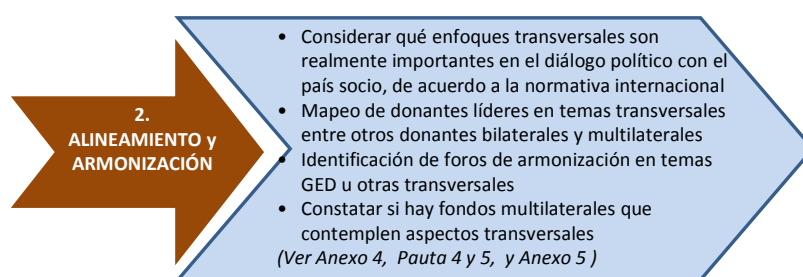 2.
ALINEAMIENTO y
ARMONIZACIÓN
• Considerar qué enfoques transversales son
realmente importantes en el diálogo político con el
país socio, de acuerdo a la normativa internacional
• Mapeo de donantes líderes en temas transversales
entre otros donantes bilaterales y multilaterales
• Identificación de foros de armonización en temas
GED u otras transversales
• Constatar si hay fondos multilaterales que
contemplen aspectos transversales
(Ver Anexo 4, Pauta 4 y 5, y Anexo 5 )